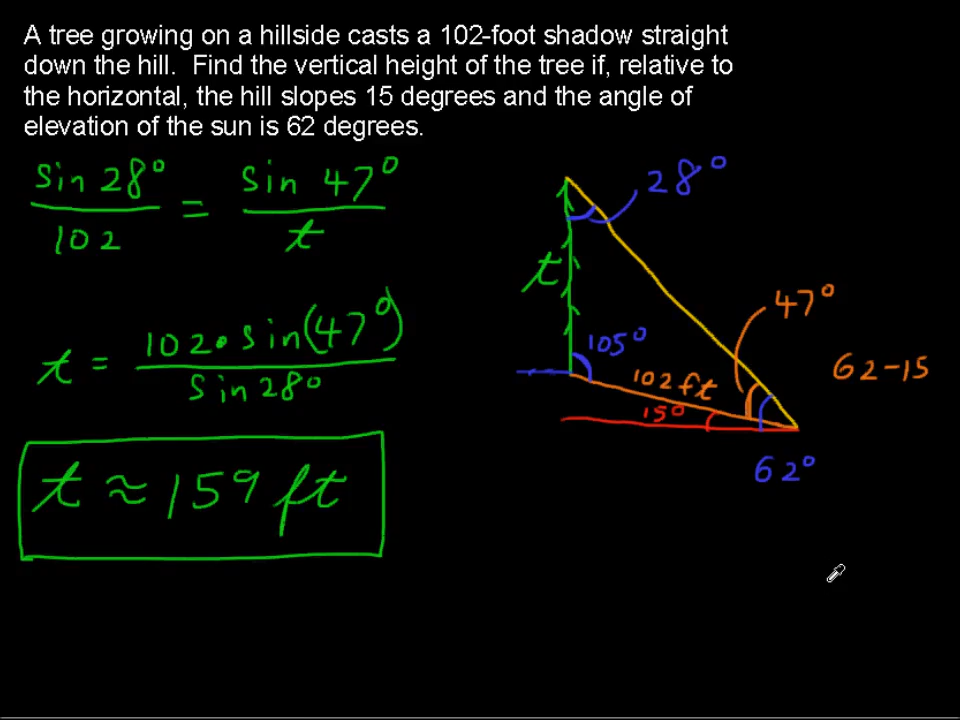 A tree growing on a hillside casts a 102-foot shadow straight
down the hill.  Find the vertical height of the tree if, relative to
the horizontal, the hill slopes 15 degrees and the angle of
elevation of the sun is 62 degrees.
sin 28° / 102 = sin 47° / t
t = 102 · sin(47°) / sin 28°
t ≈ 159 ft
28°
t
47°
105°
62-15
102 ft
15°
62°